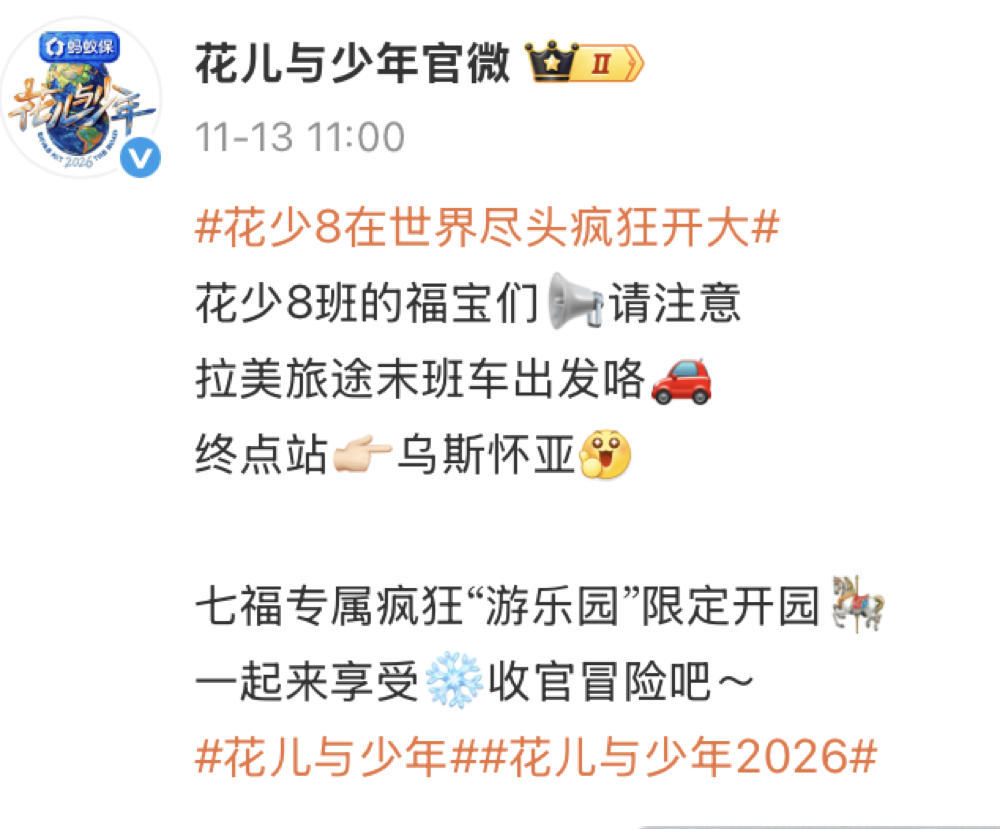 蚂蚁保
花儿与少年
2026
花儿与少年官微
II
11-13 11:00
#花少8在世界尽头疯狂开大#
花少8班的福宝们📢请注意
拉美旅途末班车出发咯🚗
终点站👉🏻乌斯怀亚
七福专属疯狂“游乐园”限定开园🎠
一起来享受❄️收官冒险吧～
#花儿与少年##花儿与少年2026#